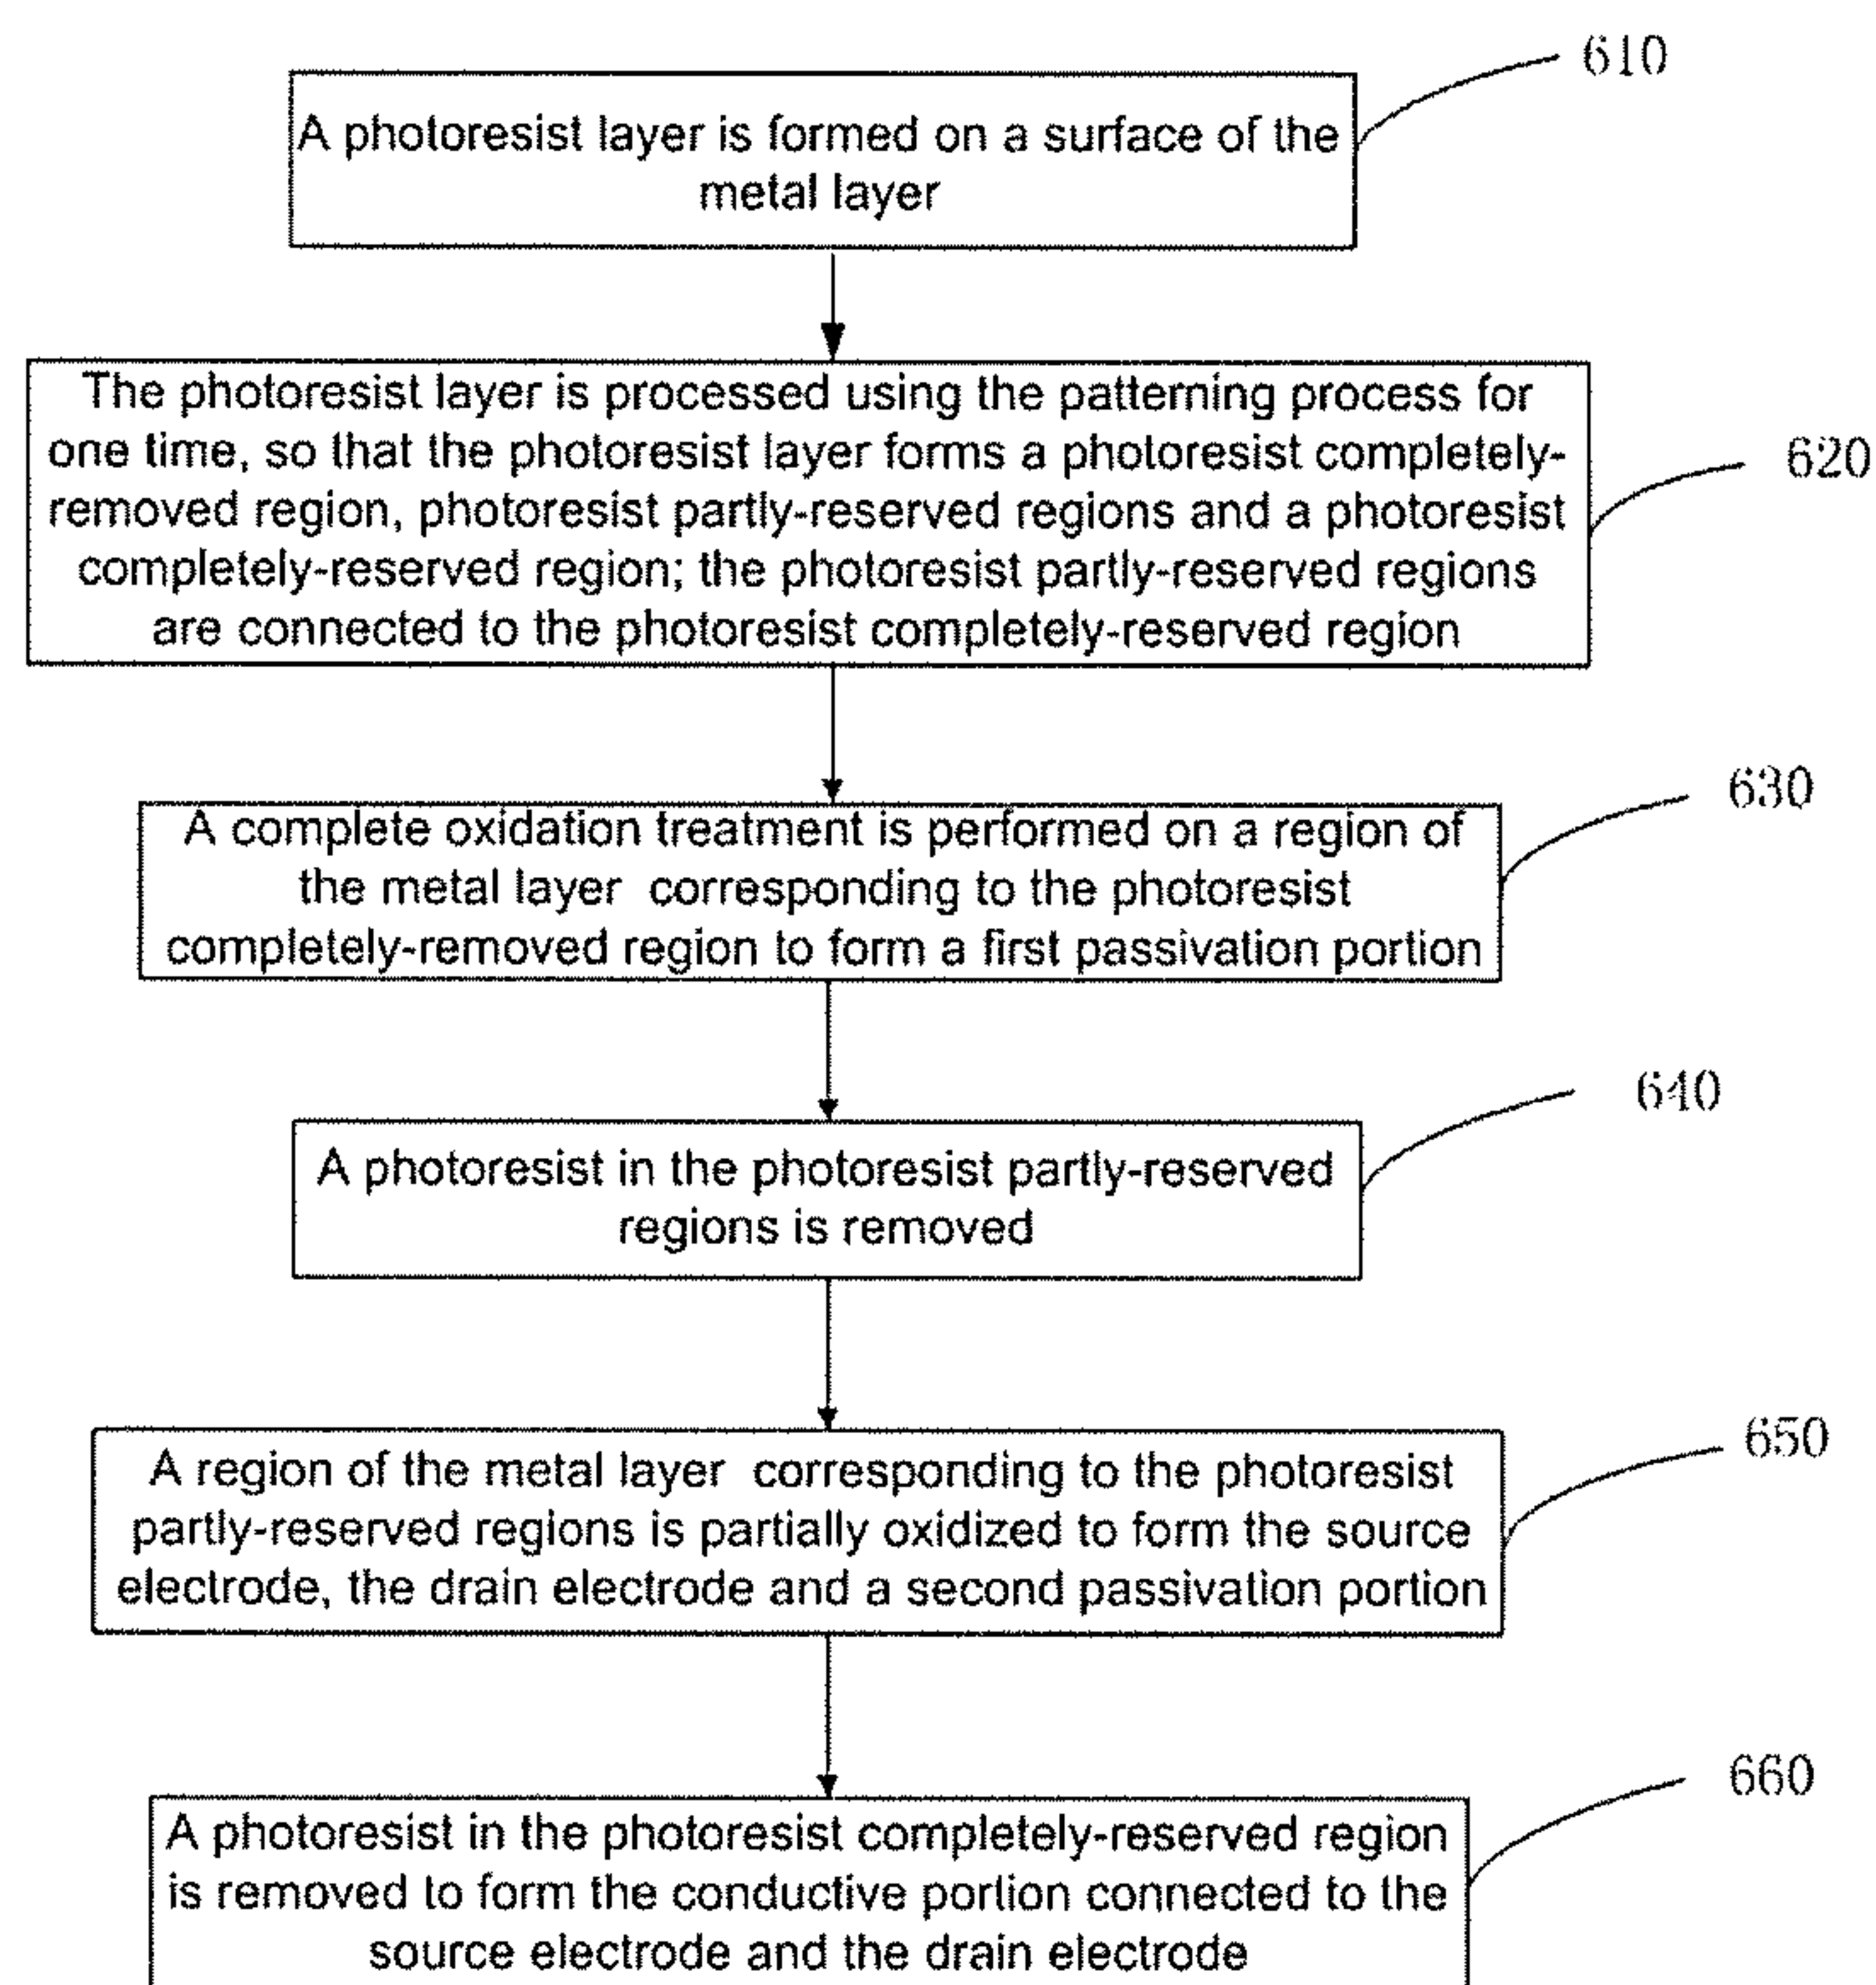 610
A photoresist layer is formed on a surface of the
metal layer
The photoresist layer is processed using the patterning process for
one time, so that the photoresist layer forms a photoresist completely-
removed region, photoresist partly-reserved regions and a photoresist
completely-reserved region; the photoresist partly-reserved regions
are connected to the photoresist completely-reserved region
620
630
A complete oxidation treatment is performed on a region of
the metal layer corresponding to the photoresist
completely-removed region to form a first passivation portion
640
A photoresist in the photoresist partly-reserved
regions is removed
650
A region of the metal layer corresponding to the photoresist
partly-reserved regions is partially oxidized to form the source
electrode, the drain electrode and a second passivation portion
660
A photoresist in the photoresist completely-reserved region
is removed to form the conductive portion connected to the
source electrode and the drain electrode